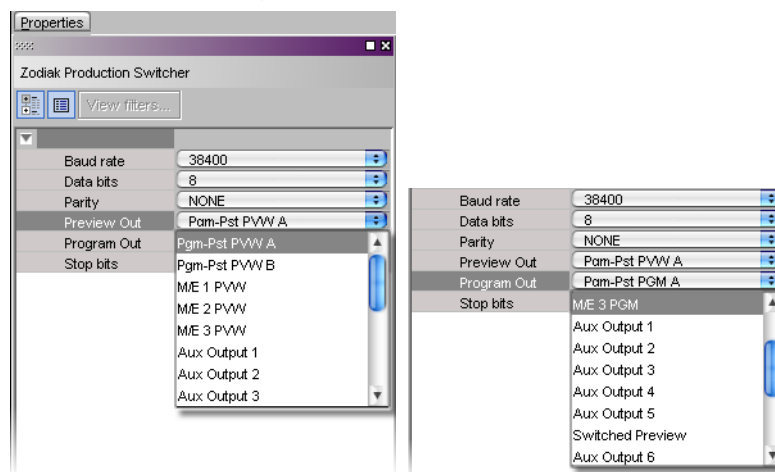 Properties
Zodiak Production Switcher
View filters...
Baud rate 38400
Data bits 8
Parity NONE
Preview Out Pgm-Pst PVW A
Program Out Pgm-Pst PVW A
Stop bits Pgm-Pst PVW B
M/E 1 PVW
M/E 2 PVW
M/E 3 PVW
Aux Output 1
Aux Output 2
Aux Output 3
Baud rate 38400
Data bits 8
Parity NONE
Preview Out Pgm-Pst PVW A
Program Out Pgm-Pst PGM A
Stop bits M/E 3 PGM
Aux Output 1
Aux Output 2
Aux Output 3
Aux Output 4
Aux Output 5
Switched Preview
Aux Output 6